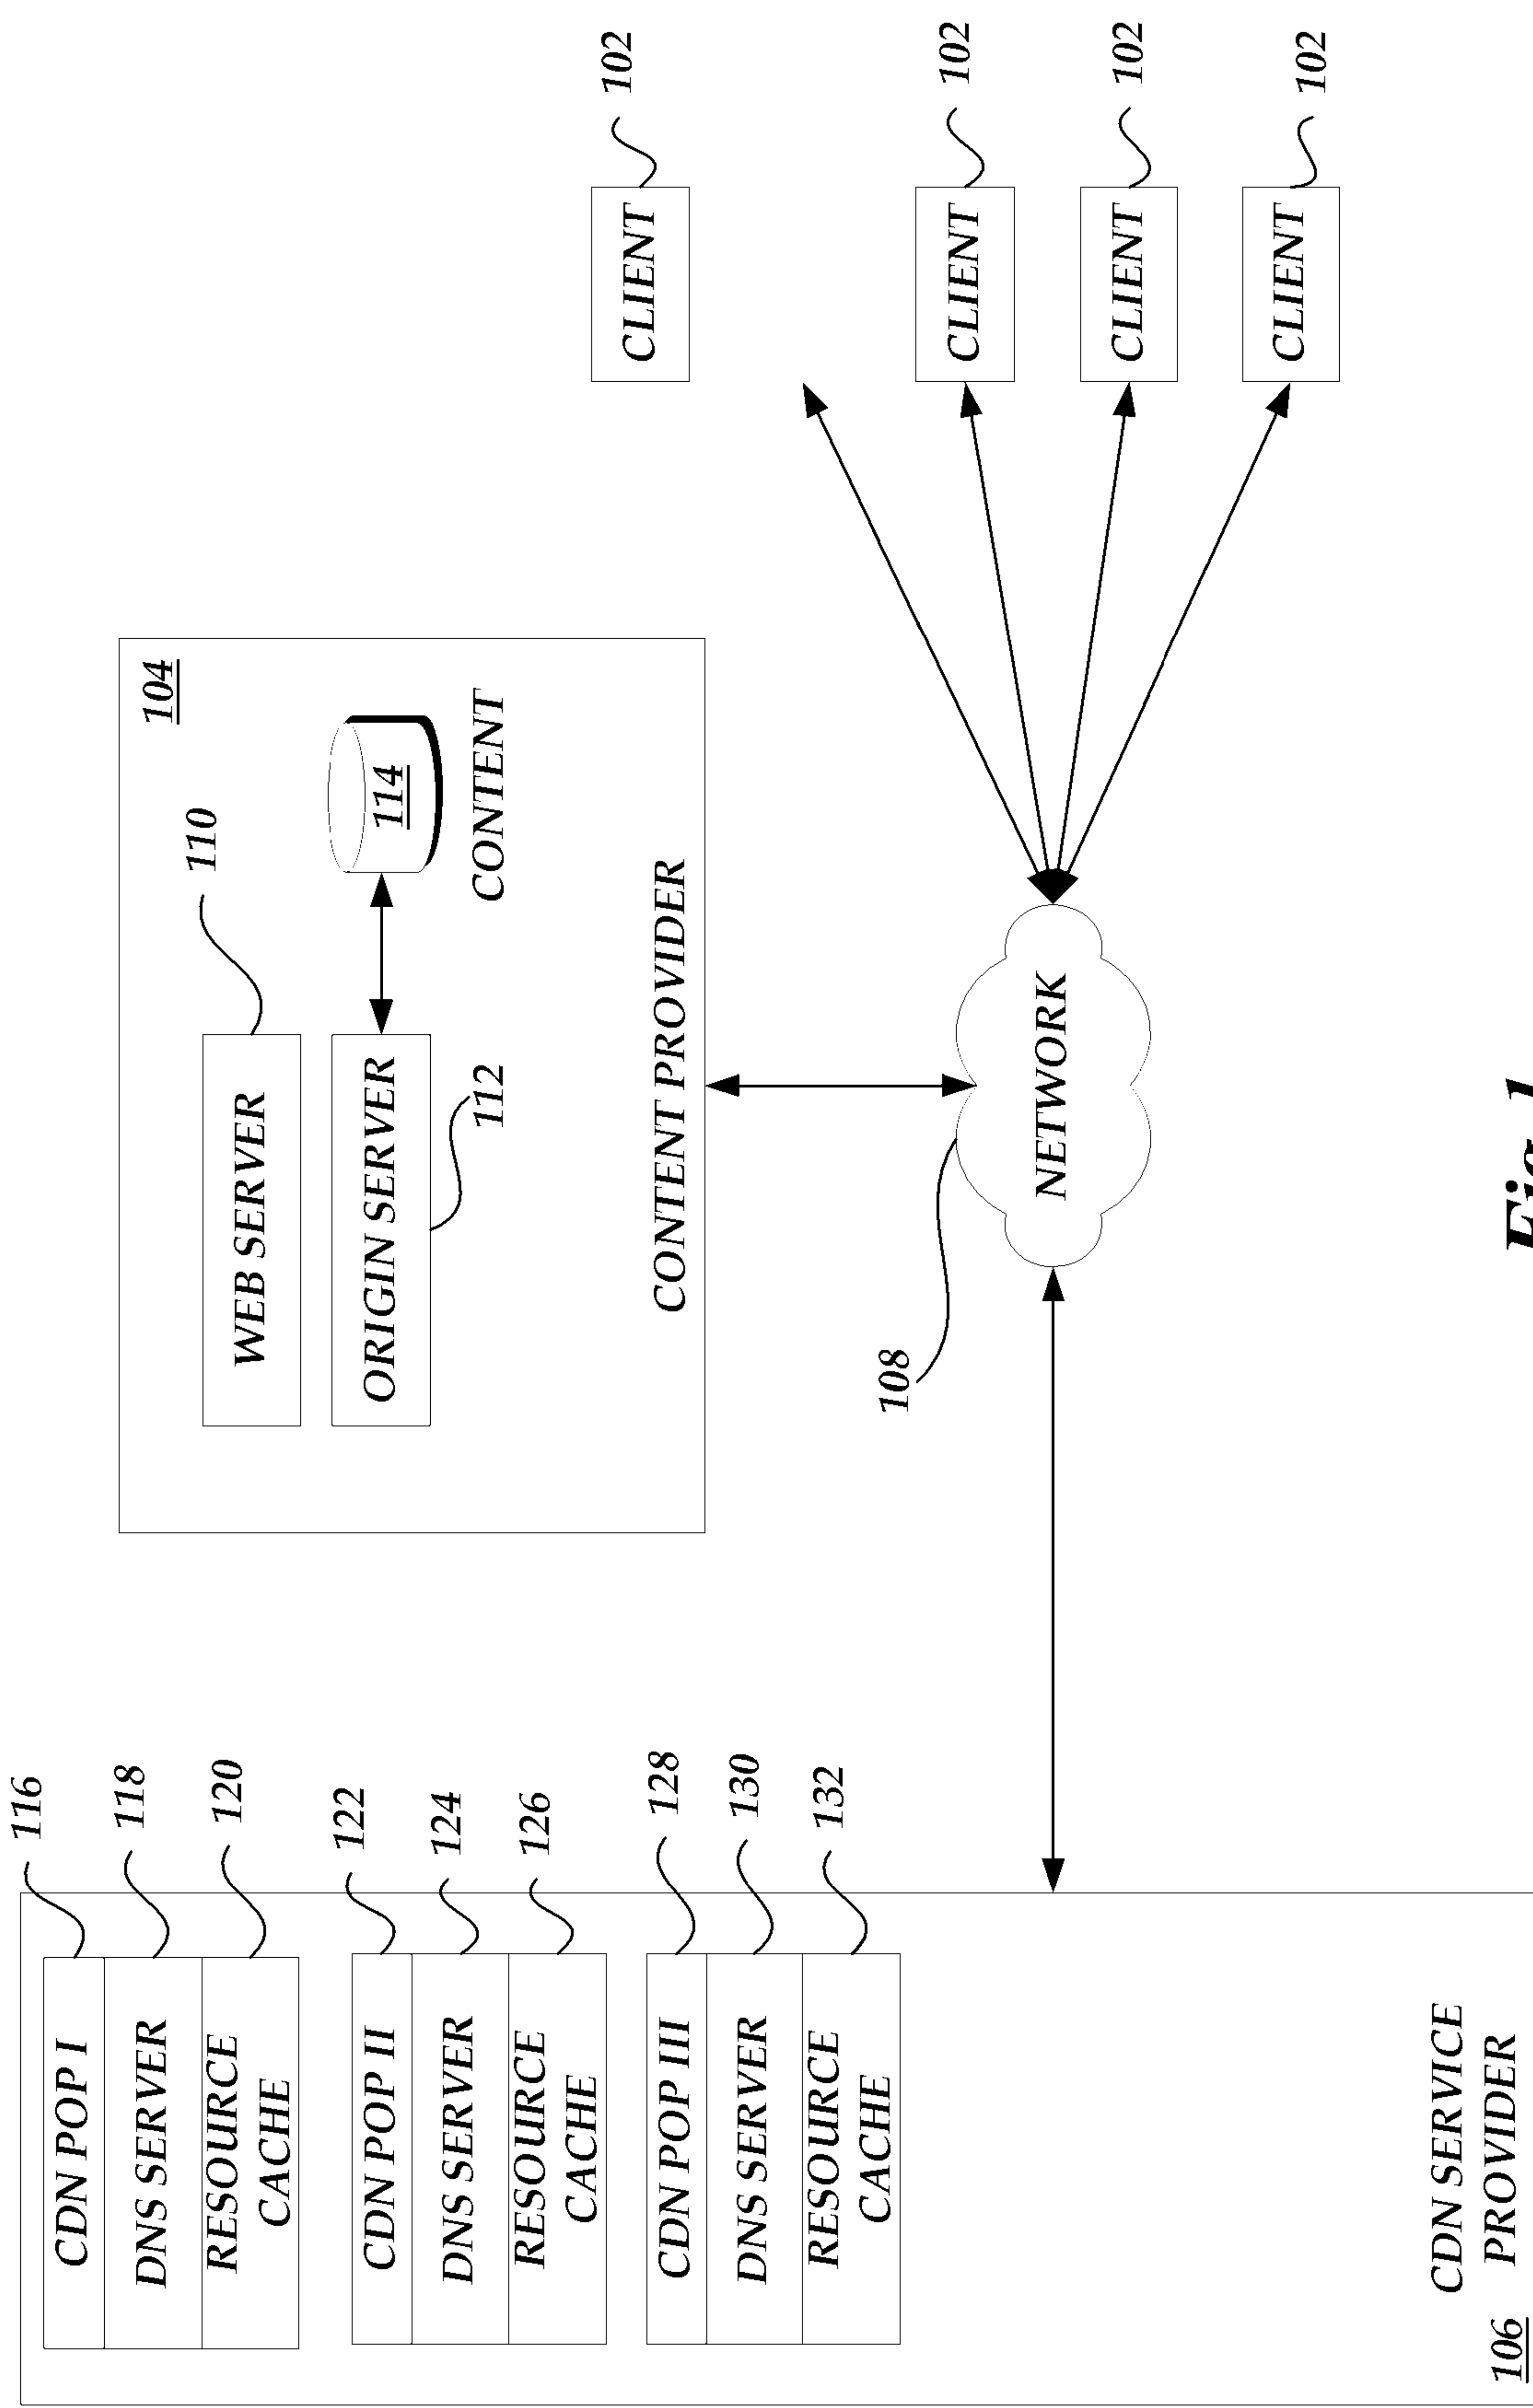 116
CDN POP I
118
DNS SERVER
120
RESOURCE
CACHE
122
CDN POP II
124
DNS SERVER
126
RESOURCE
CACHE
128
CDN POP III
130
DNS SERVER
132
RESOURCE
CACHE
CDN SERVICE
PROVIDER
106
104
110
WEB SERVER
ORIGIN SERVER
112
114
CONTENT
CONTENT PROVIDER
108
NETWORK
CLIENT
102
CLIENT
102
CLIENT
102
CLIENT
102
Fig. 1